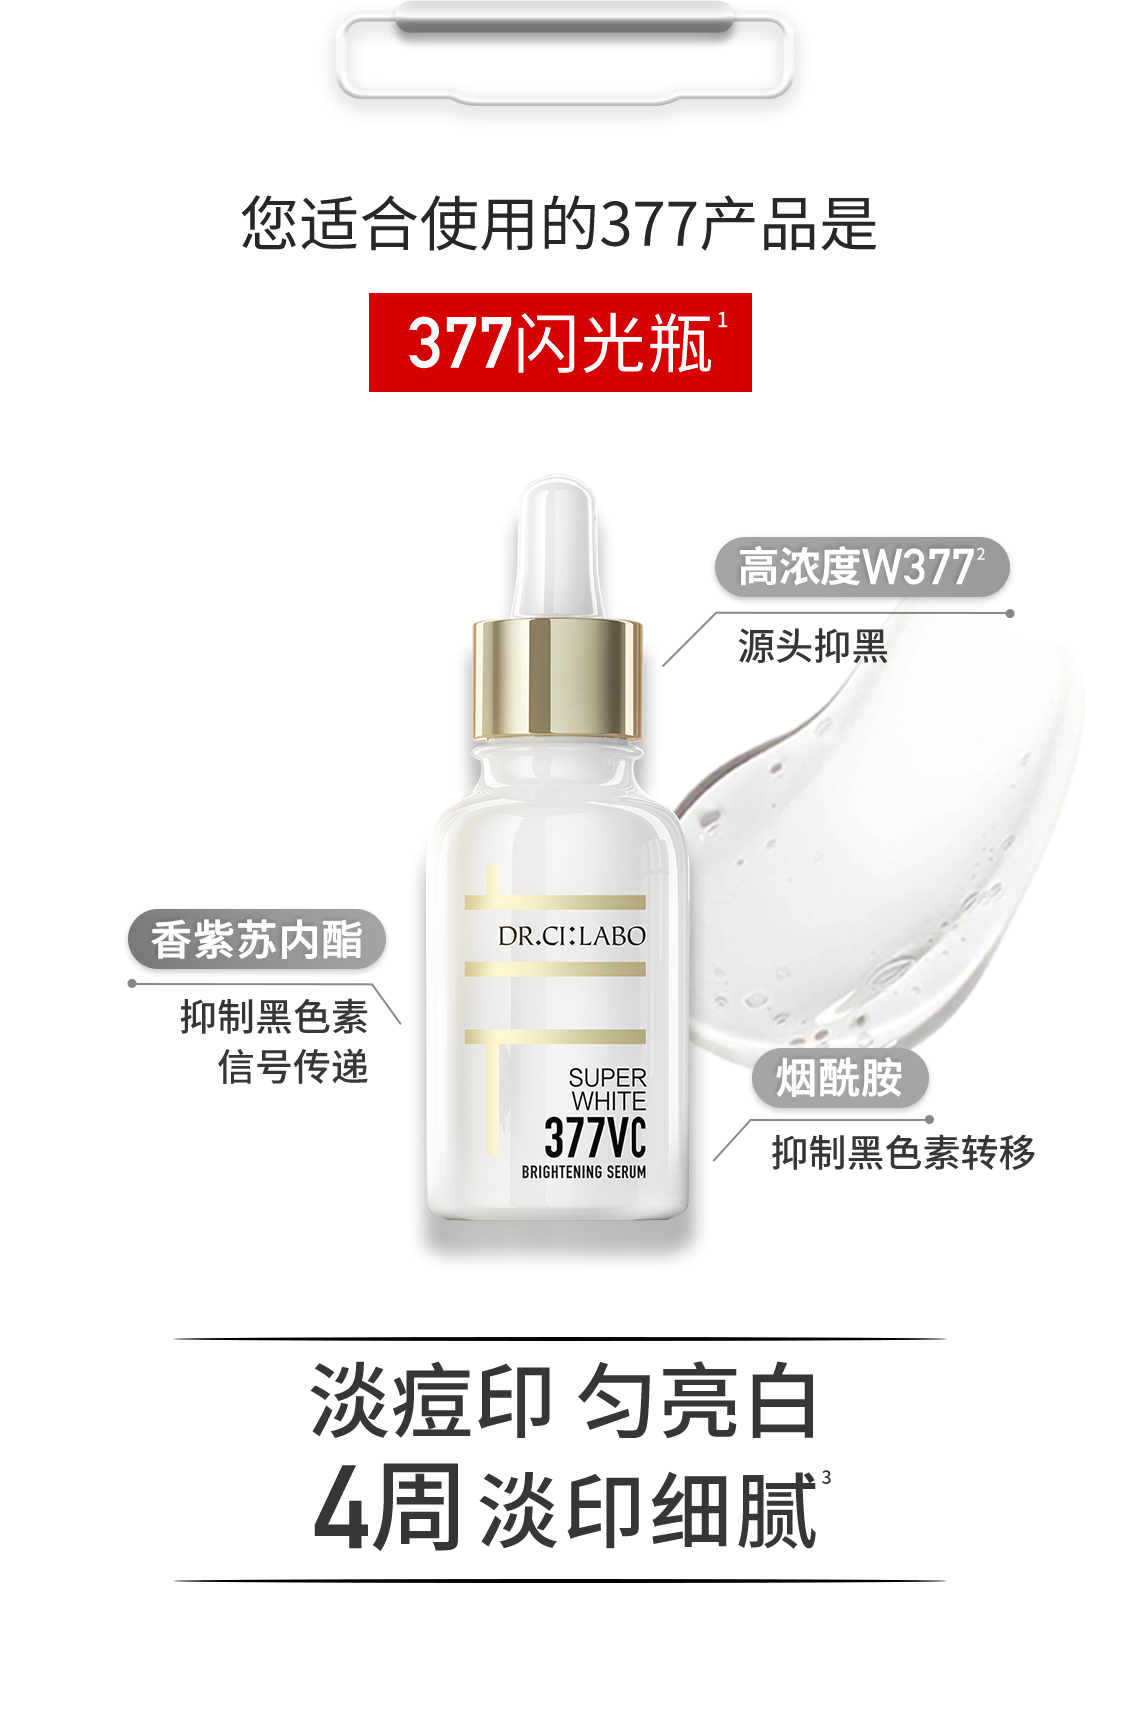 您适合使用的377产品是
377闪光瓶1
高浓度W3772
源头抑黑
香紫苏内酯
抑制黑色素
信号传递
DR.CI:LABO
SUPER
WHITE
377VC
BRIGHTENING SERUM
烟酰胺
抑制黑色素转移
淡痘印 匀亮白
4周淡印细腻3